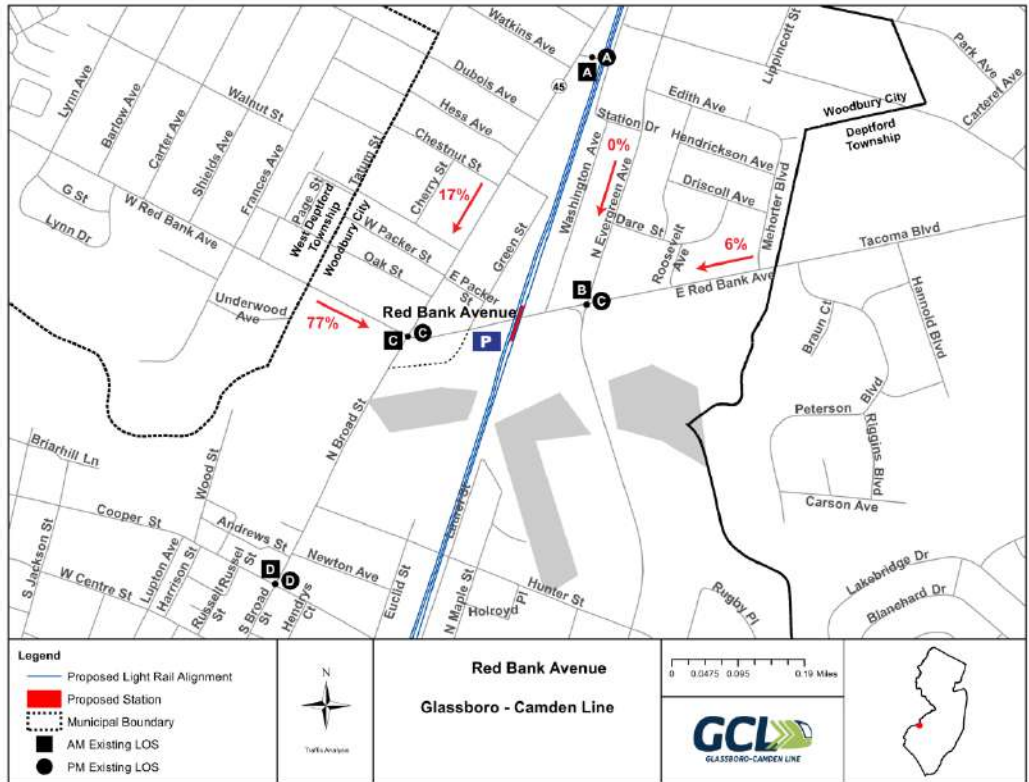 Watkins Ave
Lippincott St
Park Ave
Carteret Ave
A
A
Lynn Ave
Barlow Ave
Carter Ave
Walnut St
Shields Ave
Frances Ave
Dubois Ave
45
Hess Ave
Chestnut St
Cherry St
Tatum St
Page St
Edith Ave
Station Dr
Hendrickson Ave
Woodbury City
Deptford
Township
Washington Ave
N Evergreen Ave
0%
Driscoll Ave
Mehorter Blvd
Dare St
Roosevelt
Ave
6%
E Red Bank Ave
Tacoma Blvd
Hannold Blvd
Braun Ct
G St
Lynn Dr
W Red Bank Ave
West Deptford
Township
Woodbury City
17%
W Packer St
Oak St
Green St
E Packer
St
Underwood
Ave
77%
Red Bank Avenue
B
C
C
C
P
N Broad St
Peterson
Blvd
Riggins Blvd
Carson Ave
Briarhill Ln
Wood St
Laurel St
Cooper St
Andrews St
Newton Ave
S Jackson St
W Centre St
Lupton Ave
Harrison St
Russel St
Russell
St
D
D
S Broad
St
Hendrys
Ct
Euclid St
N Maple St
Holroyd
Pl
Hunter St
Rugby Pl
Lakebridge Dr
Blanchard Dr
Legend
Proposed Light Rail Alignment
Proposed Station
Municipal Boundary
AM Existing LOS
PM Existing LOS
N
Traffic Analysis
Red Bank Avenue
Glassboro - Camden Line
0 0.0475 0.095 0.19 Miles
GCL
GLASSBORO-CAMDEN LINE